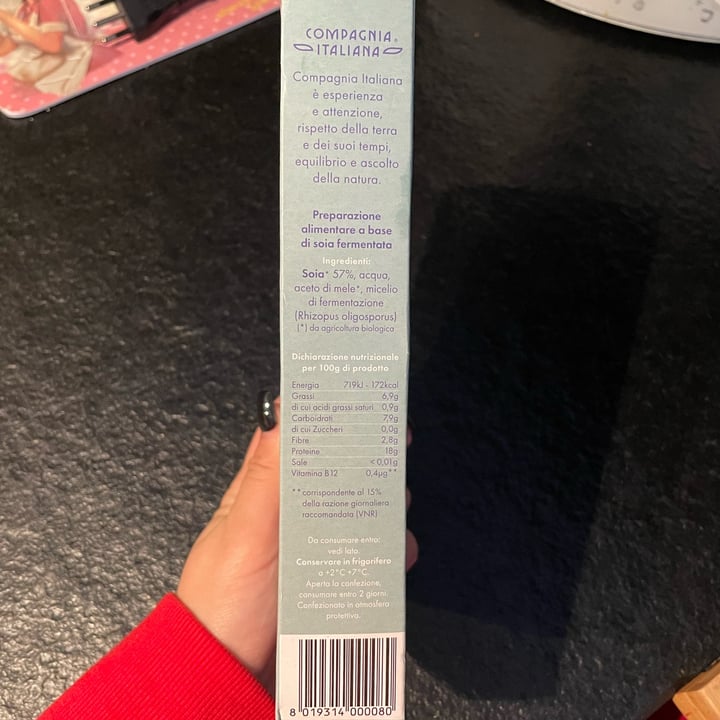 COMPAGNIA®
ITALIANA
Compagnia Italiana
è esperienza
e attenzione,
rispetto della terra
e dei suoi tempi,
equilibrio e ascolto
della natura.
Preparazione
alimentare a base
di soia fermentata
Ingredienti:
Soia* 57%, acqua,
aceto di mele*, micelio
di fermentazione
(Rhizopus oligosporus)
(*) da agricoltura biologica
Dichiarazione nutrizionale
per 100g di prodotto
Energia 719kJ - 172kcal
Grassi 6,9g
di cui acidi grassi saturi 0,9g
Carboidrati 7,9g
di cui Zuccheri 0,0g
Fibre 2,8g
Proteine 18g
Sale <0,01g
Vitamina B12 0,4µg**
**corrispondente al 15%
della razione giornaliera
raccomandata (VNR)
Da consumare entro:
vedi lato.
Conservare in frigorifero
a +2°C +7°C.
Aperta la confezione,
consumare entro 2 giorni.
Confezionato in atmosfera
protettiva.
8 019314 000080